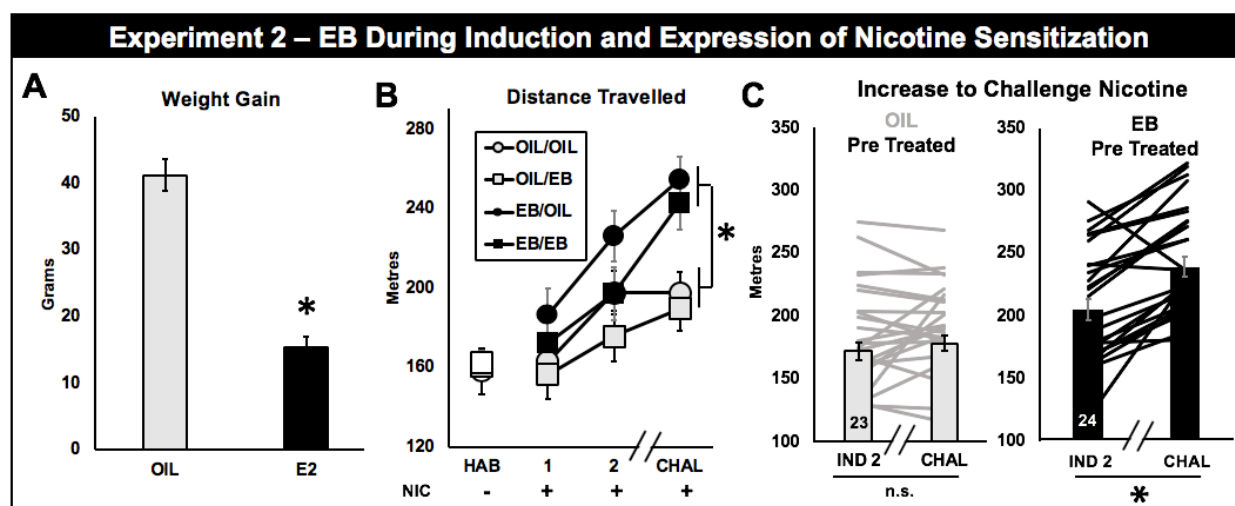 Experiment 2 – EB During Induction and Expression of Nicotine Sensitization
A
Weight Gain
50
40
30
20
10
0
Grams
*
OIL
E2
B
Distance Travelled
280
240
200
160
120
Metres
OIL/OIL
OIL/EB
EB/OIL
EB/EB
*
HAB
1
2
CHAL
NIC
-
+
+
+
C
Increase to Challenge Nicotine
OIL
Pre Treated
350
300
250
200
150
100
Metres
23
IND 2
CHAL
n.s.
EB
Pre Treated
350
300
250
200
150
100
24
IND 2
CHAL
*